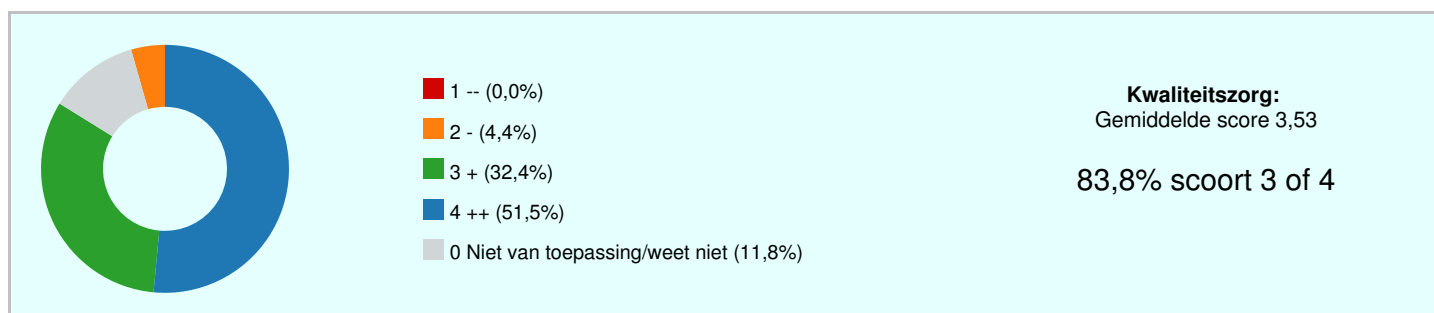 1 -- (0,0%)
2 - (4,4%)
3 + (32,4%)
4 ++ (51,5%)
0 Niet van toepassing/weet niet (11,8%)
Kwaliteitszorg:
Gemiddelde score 3,53
83,8% scoort 3 of 4